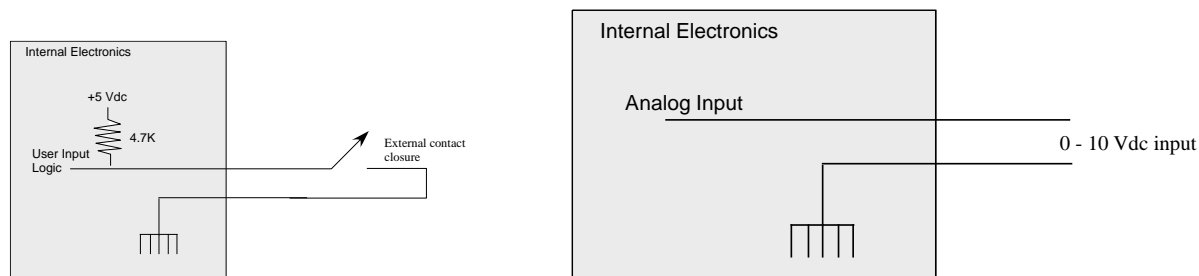 Internal Electronics
+5 Vdc
4.7K
User Input
Logic
External contact
closure
Internal Electronics
Analog Input
0 - 10 Vdc input